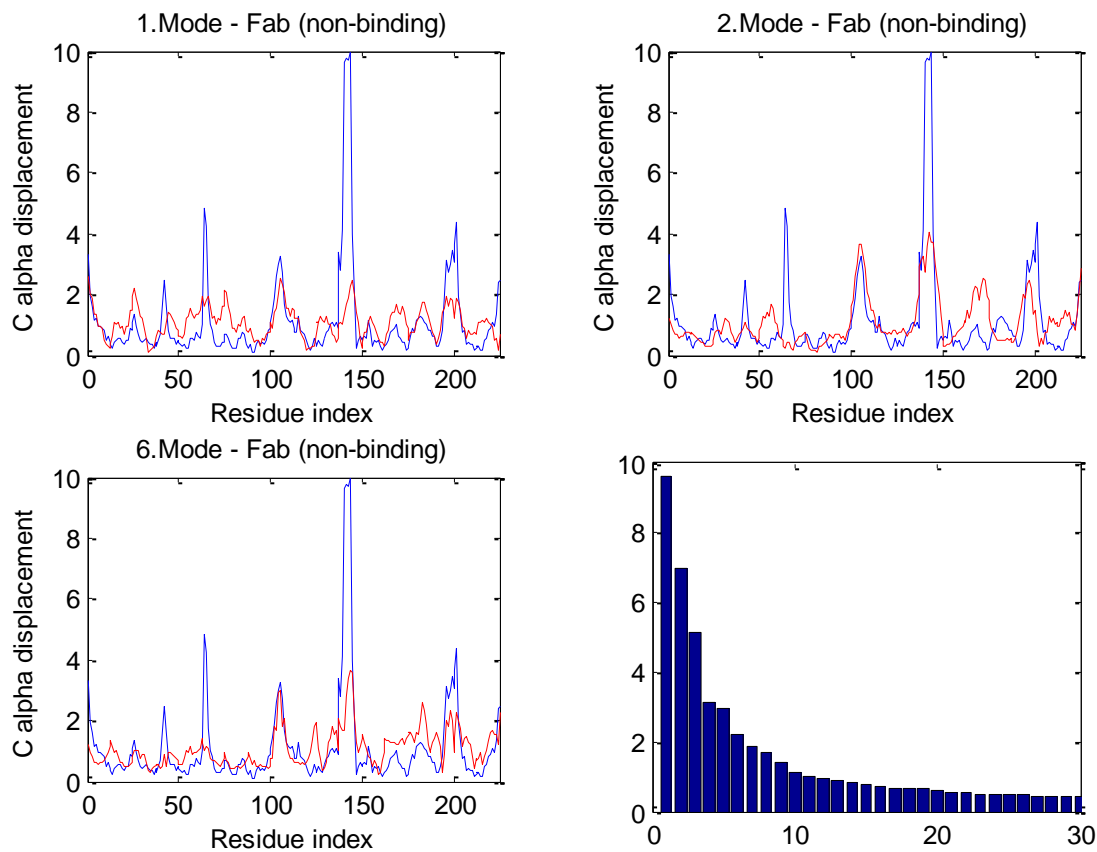 1.Mode - Fab (non-binding)
10
8
6
4
2
0
C alpha displacement
0 50 100 150 200
Residue index
2.Mode - Fab (non-binding)
10
8
6
4
2
0
C alpha displacement
0 50 100 150 200
Residue index
6.Mode - Fab (non-binding)
10
8
6
4
2
0
C alpha displacement
0 50 100 150 200
Residue index
10
8
6
4
2
0
0 10 20 30